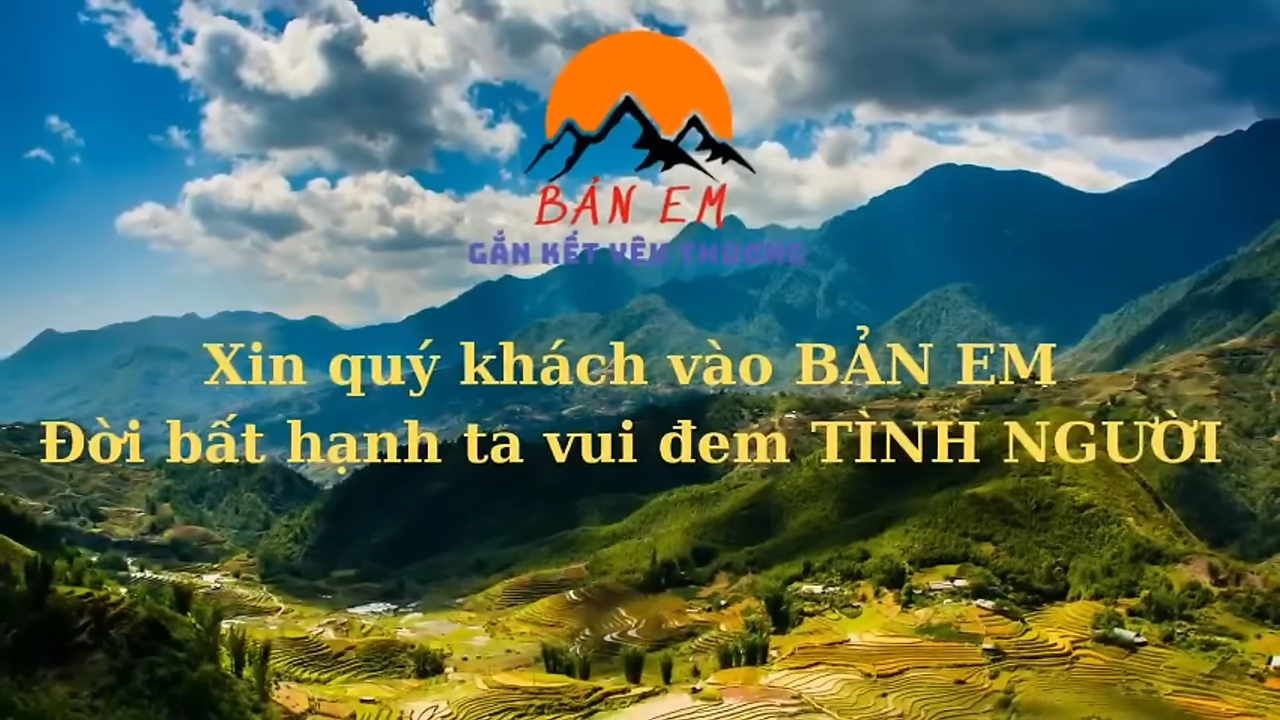 BẢN EM
GẮN KẾT YÊU THƯƠNG
Xin quý khách vào BẢN EM
Đời bất hạnh ta vui đem TÌNH NGƯỜI